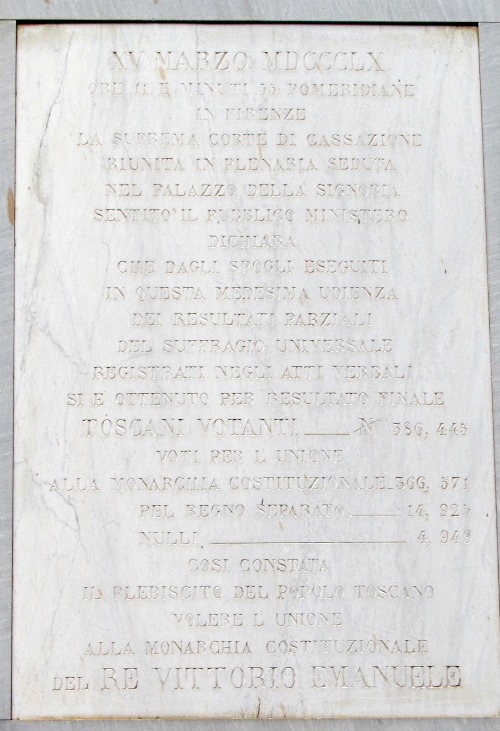 XV MARZO MDCCCLX
ORE 11 E MINUTI 55 POMERIDIANE
IN FIRENZE
LA SUPREMA CORTE DI CASSAZIONE
RIUNITA IN PLENARIA SEDUTA
NEL PALAZZO DELLA SIGNORIA
SENTITO IL PUBBLICO MINISTERO
DICHIARA
CHE DAGLI SPOGLI ESEGUITI
IN QUESTA MEDESIMA UDIENZA
DEI RESULTATI PARZIALI
DEL SUFFRAGIO UNIVERSALE
REGISTRATI NEGLI ATTI VERBALI
SI E OTTENUTO PER RESULTATO FINALE
TOSCANI VOTANTI N 386, 445
VOTI PER L UNIONE
ALLA MONARCHIA COSTITUZIONALE 366, 571
PEL REGNO SEPARATO 14, 925
NULLI 4, 949
COSI CONSTATA
IL PLEBISCITO DEL POPOLO TOSCANO
VOLERE L UNIONE
ALLA MONARCHIA COSTITUZIONALE
DEL RE VITTORIO EMANUELE